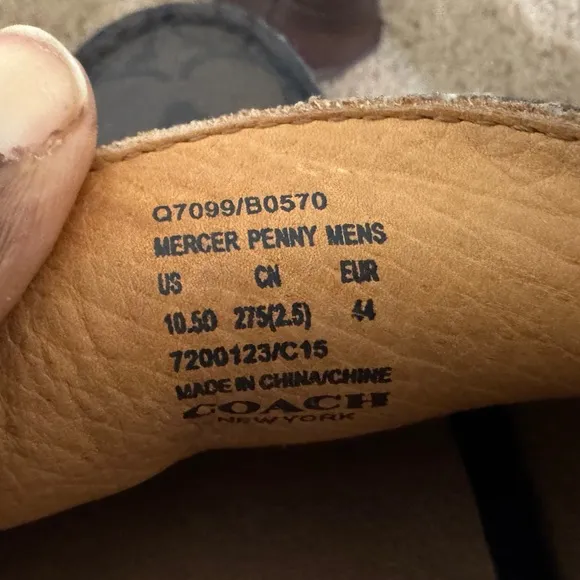 Q7099/B0570
MERCER PENNY MENS
US CN EUR
10.50 275(2.5) 44
7200123/C15
MADE IN CHINA/CHINE
COACH
NEW YORK